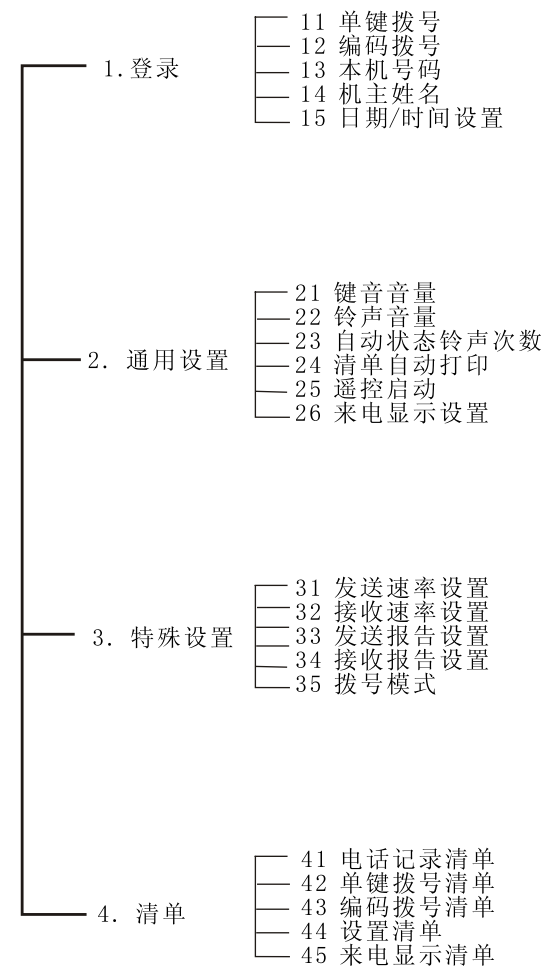 11 单键拨号
12 编码拨号
1.登录
13 本机号码
14 机主姓名
15 日期/时间设置
21 键音音量
22 铃声音量
23 自动状态铃声次数
2. 通用设置
24 清单自动打印
25 遥控启动
26 来电显示设置
31 发送速率设置
32 接收速率设置
3. 特殊设置
33 发送报告设置
34 接收报告设置
35 拨号模式
41 电话记录清单
42 单键拨号清单
43 编码拨号清单
4. 清单
44 设置清单
45 来电显示清单